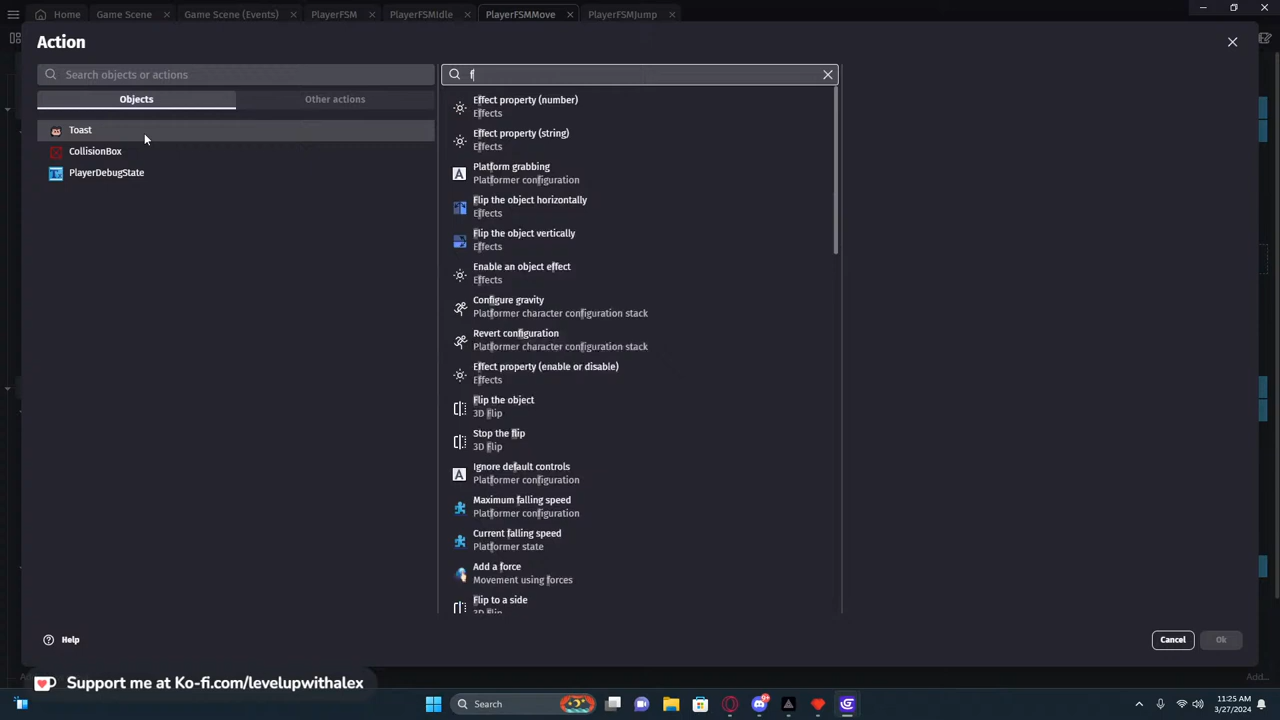 Home
Game Scene
Game Scene (Events)
PlayerFSM
PlayerFSMIdle
PlayerFSMMove
PlayerFSMJump
Action
Search objects or actions
Objects
Other actions
Toast
CollisionBox
PlayerDebugState
f
Effect property (number)
Effects
Effect property (string)
Effects
Platform grabbing
Platformer configuration
Flip the object horizontally
Effects
Flip the object vertically
Effects
Enable an object effect
Effects
Configure gravity
Platformer character configuration stack
Revert configuration
Platformer character configuration stack
Effect property (enable or disable)
Effects
Flip the object
3D Flip
Stop the flip
3D Flip
Ignore default controls
Platformer configuration
Maximum falling speed
Platformer configuration
Current falling speed
Platformer state
Add a force
Movement using forces
Flip to a side
3D Flip
Help
Cancel
Ok
Support me at Ko-fi.com/levelupwithalex
Add...
Search
11:25 AM
3/27/2024